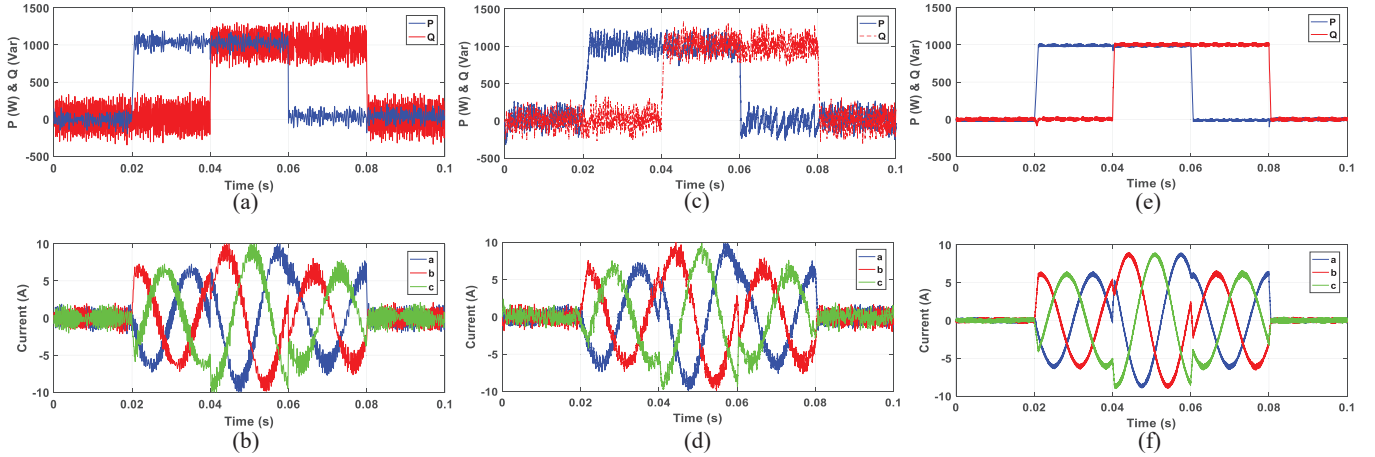 P (W) & Q (Var)
1500
1000
500
0
-500
P
Q
0
0.02
0.04
0.06
0.08
0.1
Time (s)
(a)
P (W) & Q (Var)
1500
1000
500
0
-500
P
Q
0
0.02
0.04
0.06
0.08
0.1
Time (s)
(c)
P (W) & Q (Var)
1500
1000
500
0
-500
P
Q
0
0.02
0.04
0.06
0.08
0.1
Time (s)
(e)
Current (A)
10
5
0
-5
-10
a
b
c
0
0.02
0.04
0.06
0.08
0.1
Time (s)
(b)
Current (A)
10
5
0
-5
-10
a
b
c
0
0.02
0.04
0.06
0.08
0.1
Time (s)
(d)
Current (A)
10
5
0
-5
-10
a
b
c
0
0.02
0.04
0.06
0.08
0.1
Time (s)
(f)